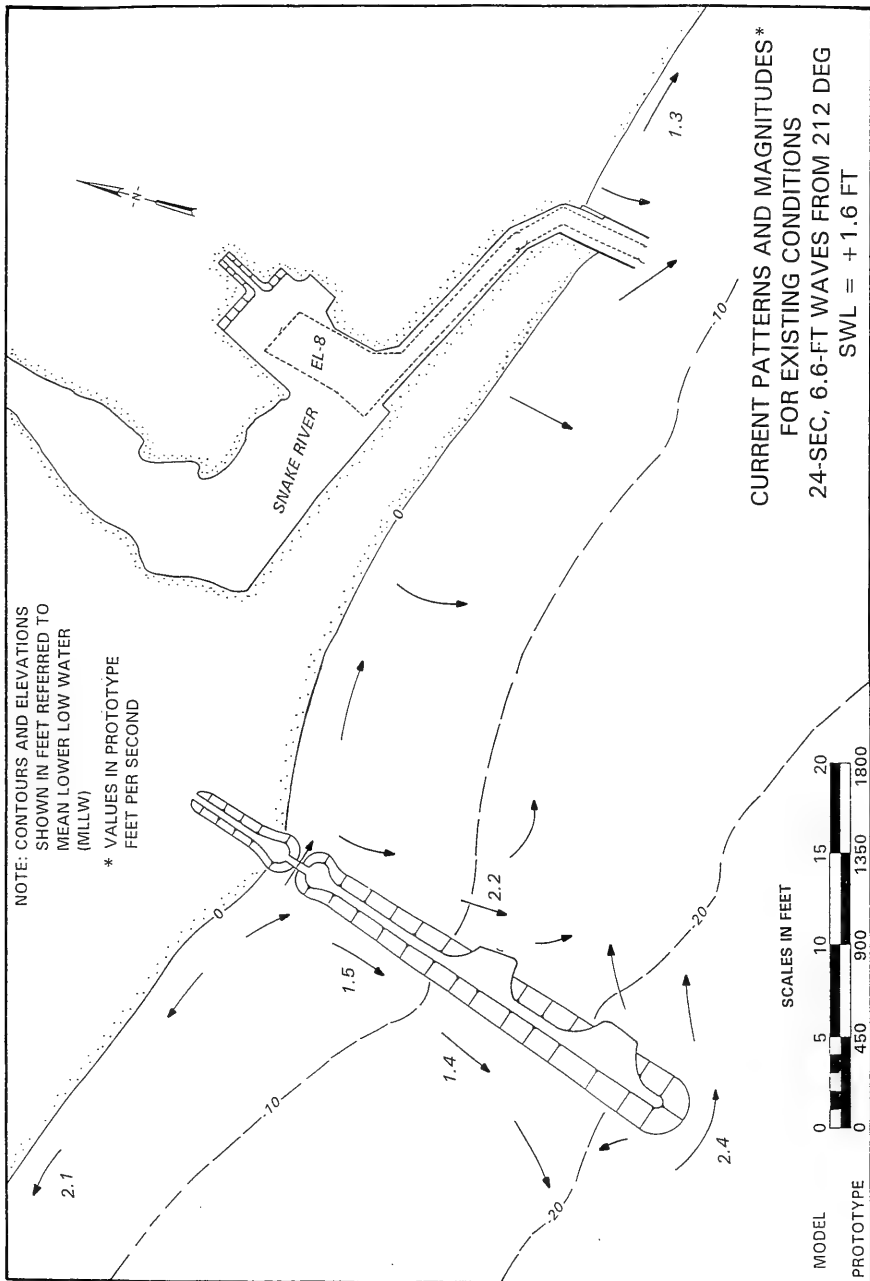 NOTE: CONTOURS AND ELEVATIONS
SHOWN IN FEET REFERRED TO
MEAN LOWER LOW WATER
(MLLW)
* VALUES IN PROTOTYPE
FEET PER SECOND
-N-
SNAKE RIVER
EL-8
0
0
2.1
1.5
1.4
2.2
2.4
1.3
-10
-10
-20
-20
CURRENT PATTERNS AND MAGNITUDES*
FOR EXISTING CONDITIONS
24-SEC, 6.6-FT WAVES FROM 212 DEG
SWL = +1.6 FT
SCALES IN FEET
MODEL 0 5 10 15 20
PROTOTYPE 0 450 900 1350 1800